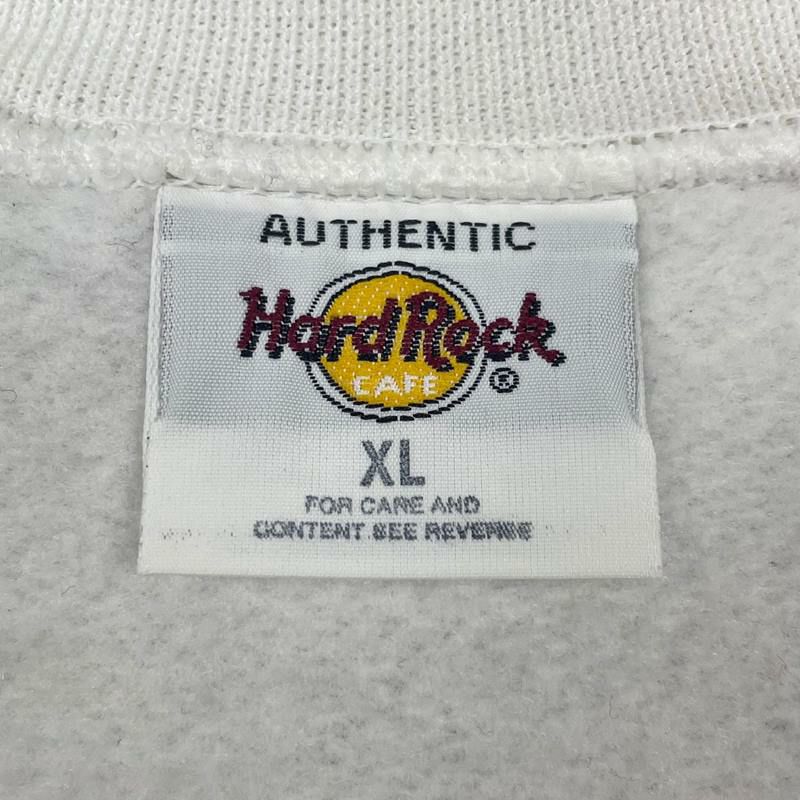 AUTHENTIC
Hard Rock
CAFE
®
XL
FOR CARE AND
CONTENT SEE REVERSE